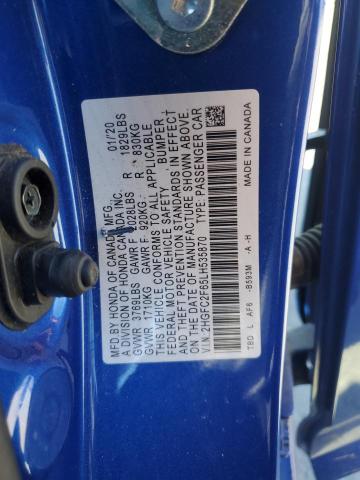 MFD. BY HONDA OF CANADA MFG. 01/20
A DIVISION OF HONDA CANADA INC.
GVWR 3769LBS GAWR F 2028LBS R 1829LBS
GVWR 1710KG GAWR F 920KG R 830KG
THIS VEHICLE CONFORMS TO ALL APPLICABLE
FEDERAL MOTOR VEHICLE SAFETY, BUMPER
AND THEFT PREVENTION STANDARDS IN EFFECT
ON THE DATE OF MANUFACTURE SHOWN ABOVE.
V.I.N. 2HGFC2F65LH535870 TYPE: PASSENGER CAR
TBD L AF6 -B593M -A -H MADE IN CANADA